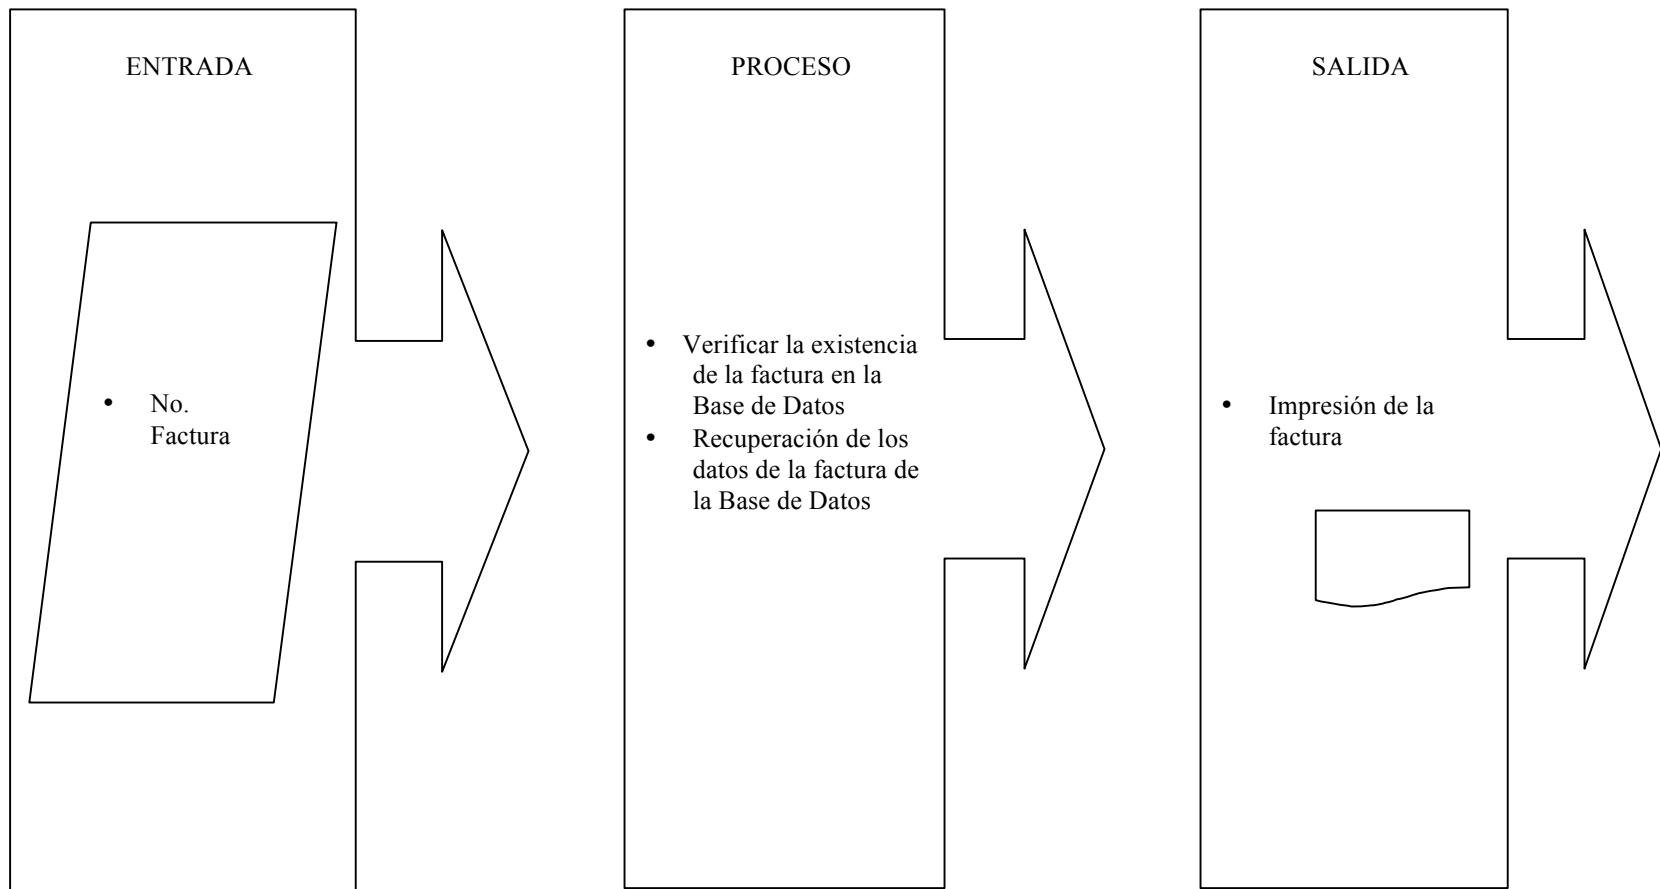 ENTRADA
• No.
Factura
PROCESO
• Verificar la existencia
de la factura en la
Base de Datos
• Recuperación de los
datos de la factura de
la Base de Datos
SALIDA
• Impresión de la
factura